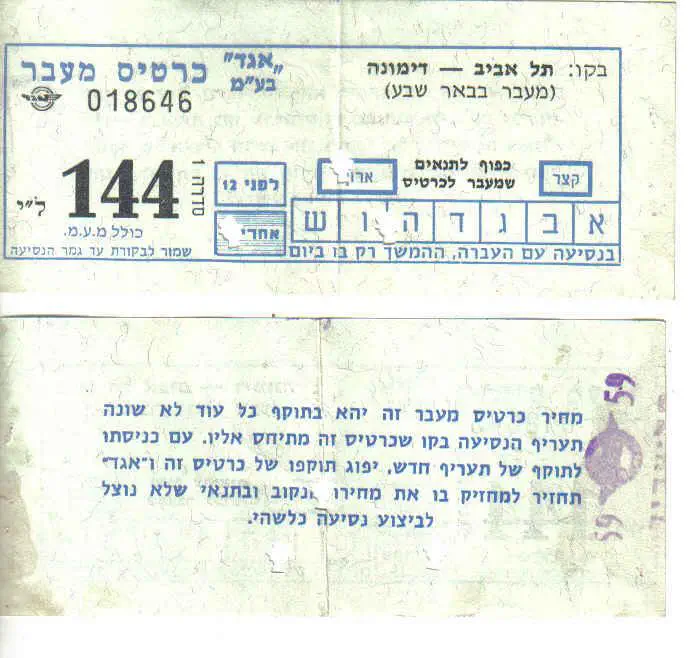 "אגד" בע"מ
כרטיס מעבר
018646
בקו: תל אביב — דימונה
(מעבר בבאר שבע)
144 ל"י
סדרה 1
כולל מ.ע.מ.
שמור לבקורת עד גמר הנסיעה
לפני 12
אחרי
כפוף לתנאים
שמעבר לכרטיס
קצר
א ב ג ד ה ו ש
בנסיעה עם העברה, ההמשך רק בו ביום
מחיר כרטיס מעבר זה יהא בתוקף כל עוד לא שונה
תעריף הנסיעה בקו שכרטיס זה מתיחס אליו. עם כניסתו
לתוקף של תעריף חדש, יפוג תוקפו של כרטיס זה ו"אגד"
תחזיר למחזיק בו את מחירו הנקוב ובתנאי שלא נוצל
לביצוע נסיעה כלשהי.
59
59